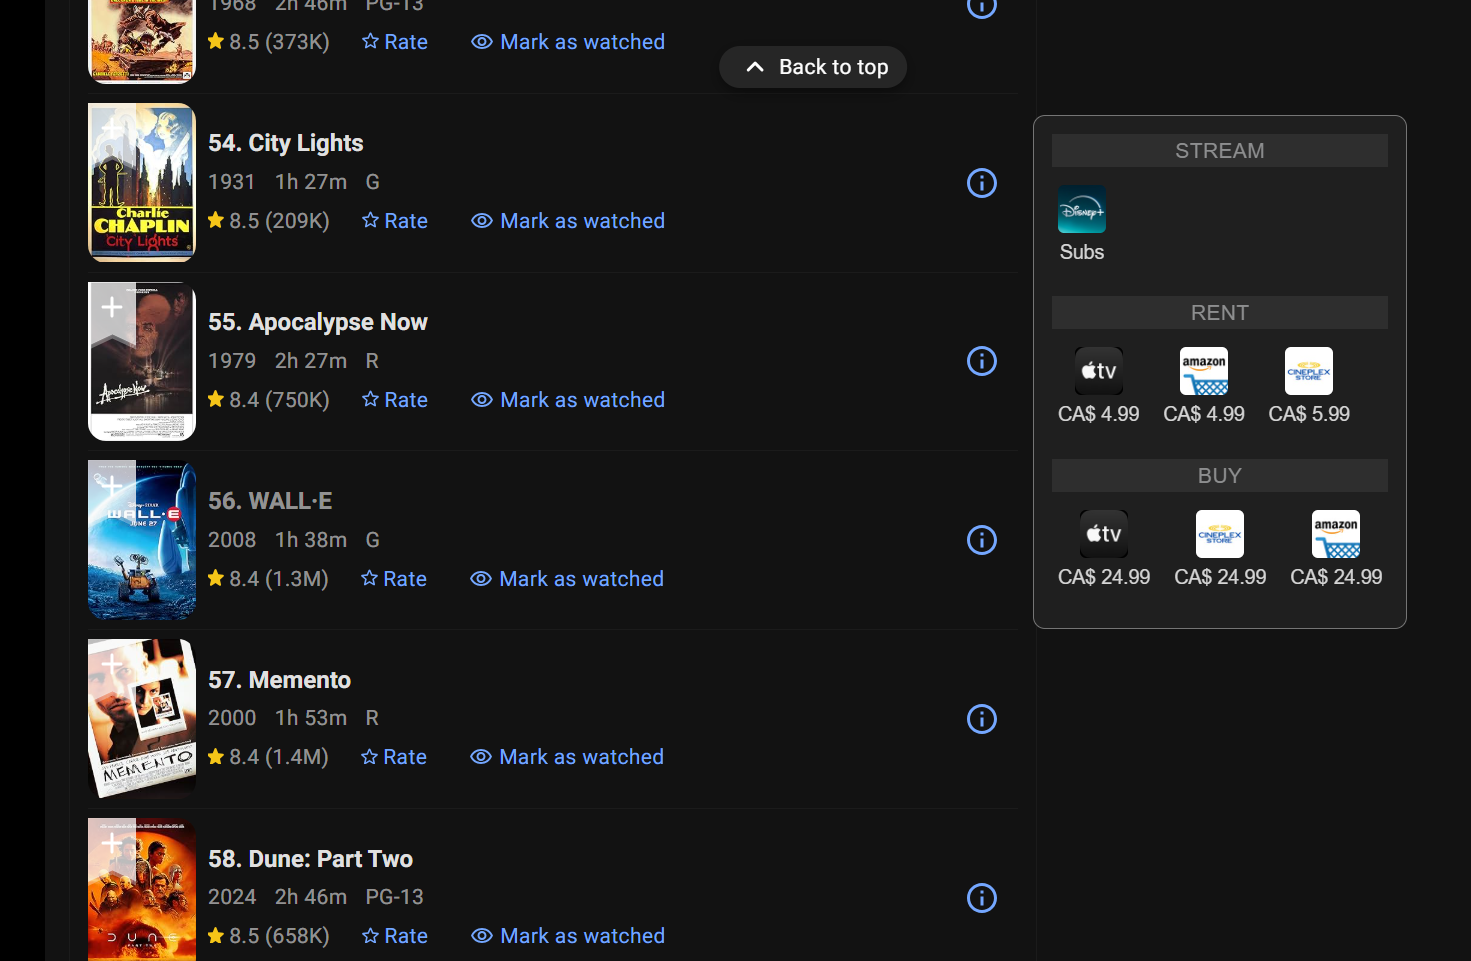 1968 2h 46m PG-13
8.5 (373K) Rate Mark as watched
Back to top
Charlie
CHAPLIN
City Lights
54. City Lights
1931 1h 27m G
8.5 (209K) Rate Mark as watched
Apocalypse Now
55. Apocalypse Now
1979 2h 27m R
8.4 (750K) Rate Mark as watched
WALL·E
JUNE 27
56. WALL·E
2008 1h 38m G
8.4 (1.3M) Rate Mark as watched
MEMENTO
57. Memento
2000 1h 53m R
8.4 (1.4M) Rate Mark as watched
DUNE
58. Dune: Part Two
2024 2h 46m PG-13
8.5 (658K) Rate Mark as watched
STREAM
Disney+
Subs
RENT
tv amazon CINEPLEX
STORE
CA$ 4.99 CA$ 4.99 CA$ 5.99
BUY
tv CINEPLEX amazon
STORE
CA$ 24.99 CA$ 24.99 CA$ 24.99